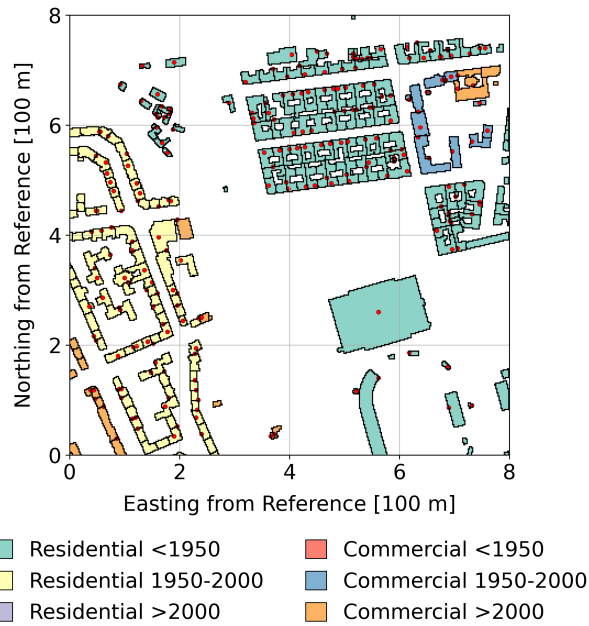 8
6
4
2
0
Northing from Reference [100 m]
0 2 4 6 8
Easting from Reference [100 m]
Residential <1950 Commercial <1950
Residential 1950-2000 Commercial 1950-2000
Residential >2000 Commercial >2000